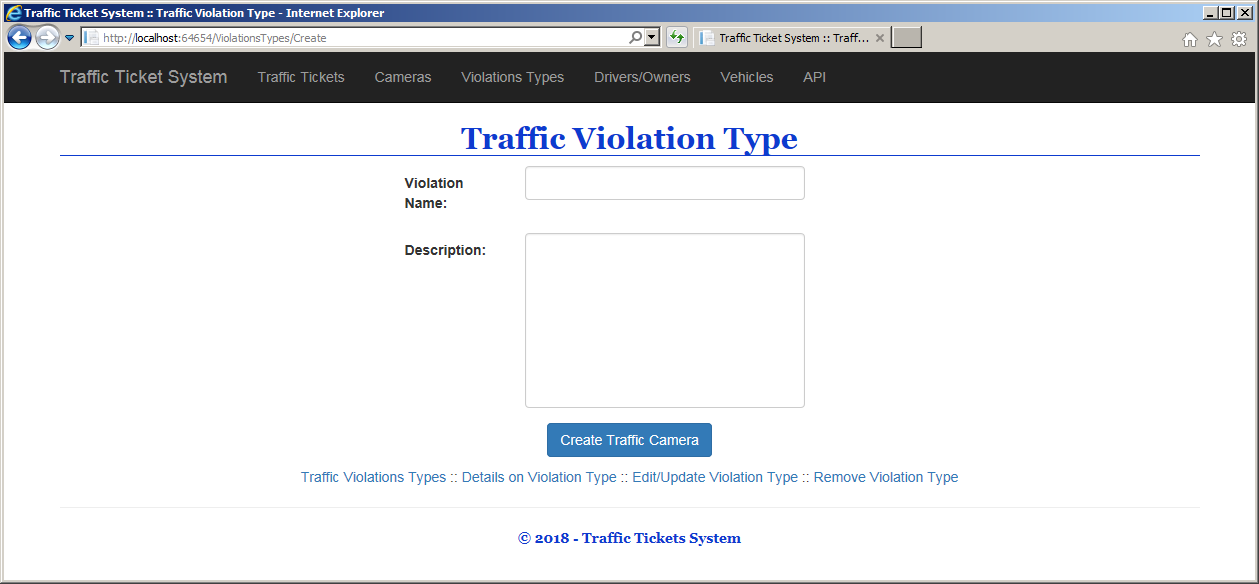 Traffic Ticket System :: Traffic Violation Type - Internet Explorer
http://localhost:64654/ViolationsTypes/Create
Traffic Ticket System :: Traff...
Traffic Ticket System Traffic Tickets Cameras Violations Types Drivers/Owners Vehicles API
Traffic Violation Type
Violation
Name:
Description:
Create Traffic Camera
Traffic Violations Types :: Details on Violation Type :: Edit/Update Violation Type :: Remove Violation Type
© 2018 - Traffic Tickets System